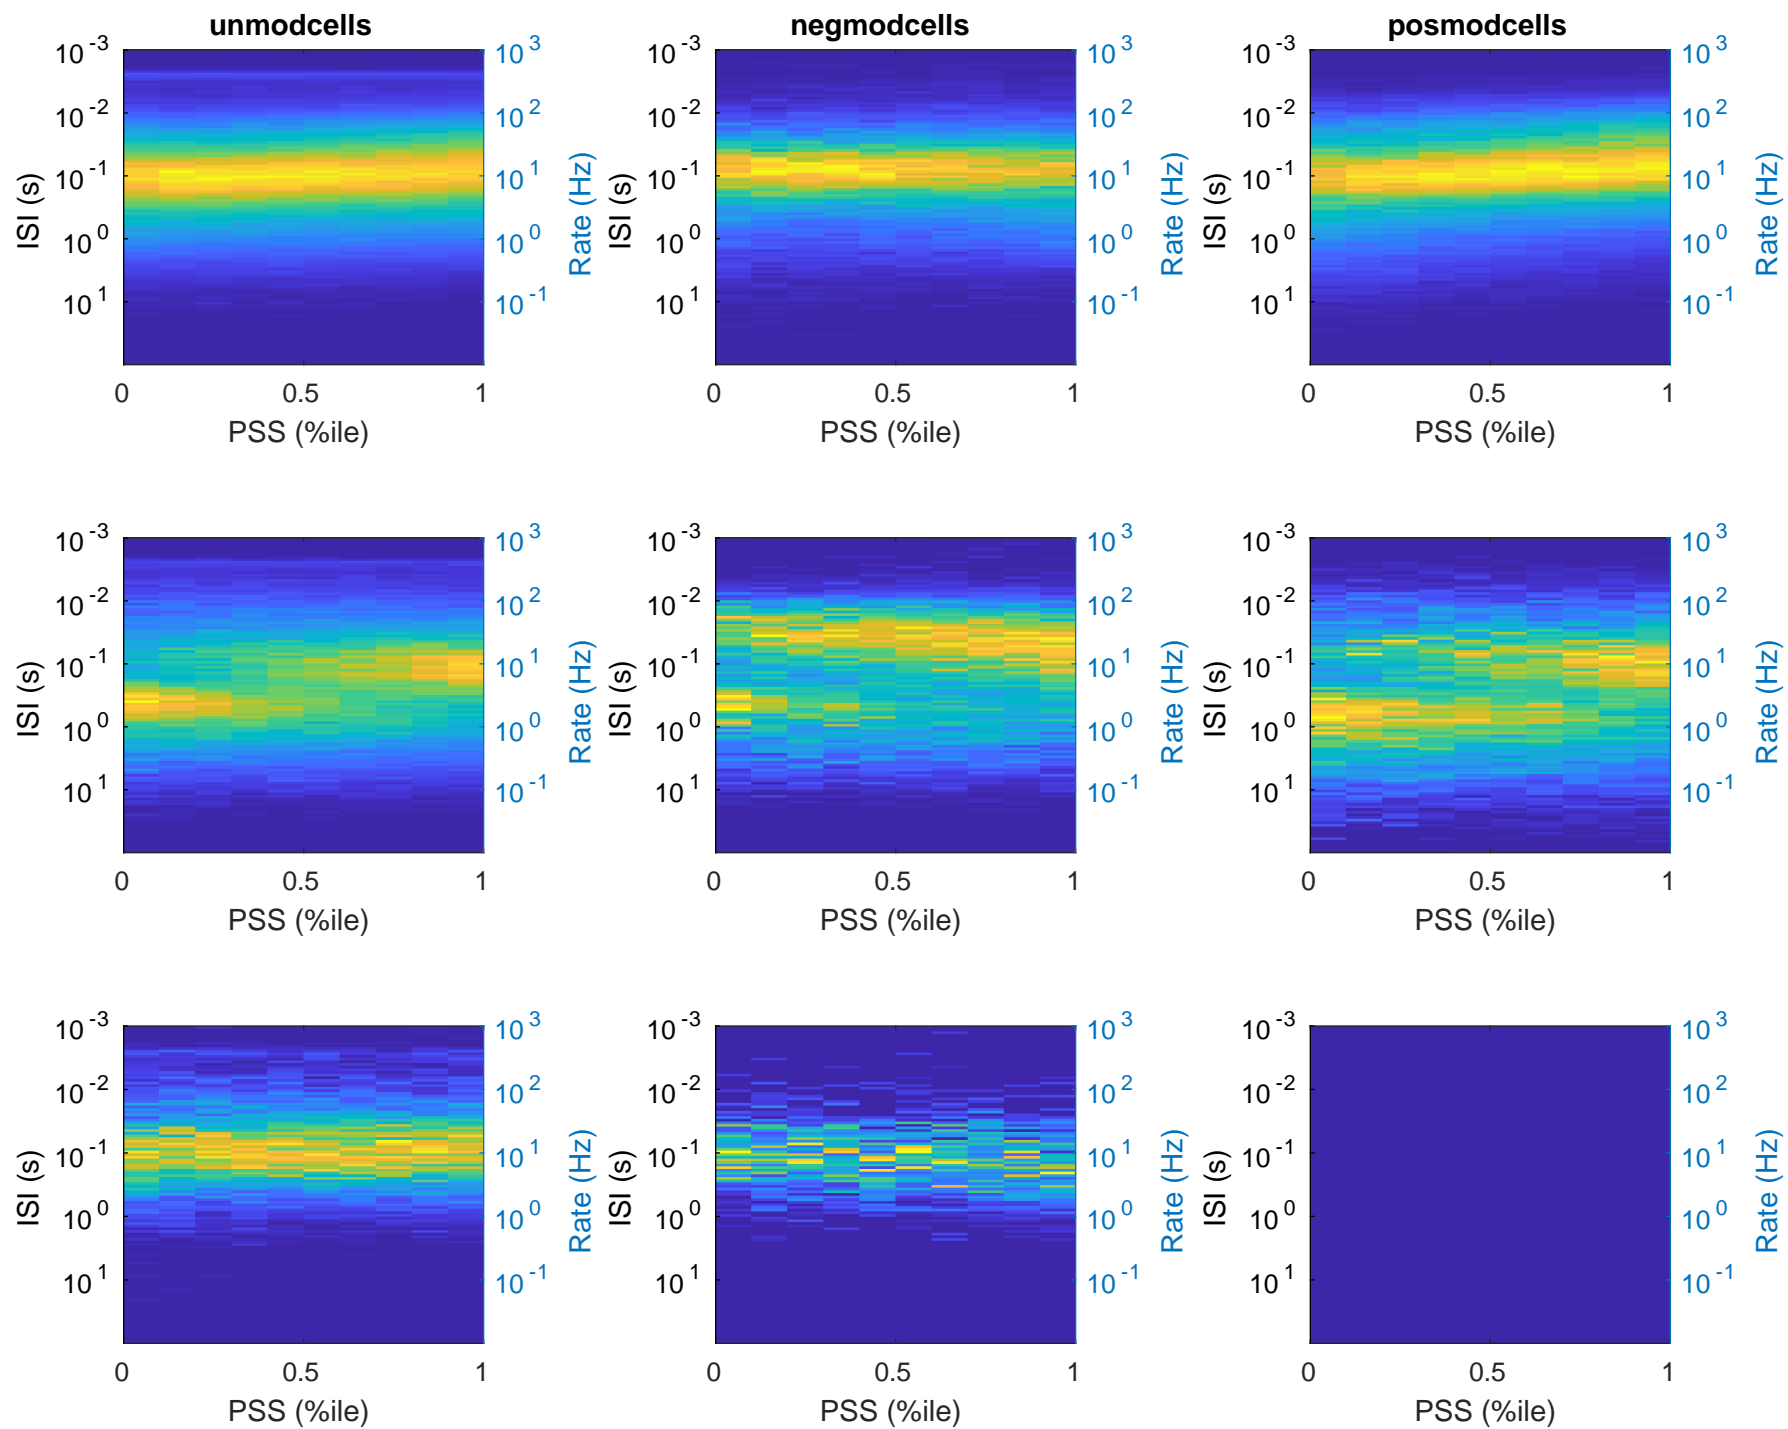 unmodcells negmodcells posmodcells
10-3 10 3 10-3 10 3 10-3 10 3
10-2 10 2 10-2 10 2 10-2 10 2
10-1 10 1 10-1 10 1 10-1 10 1
10 0 10 0 10 0 10 0 10 0 10 0
10 1 10-1 10 1 10-1 10 1 10-1
ISI (s) Rate (Hz) ISI (s) Rate (Hz) ISI (s) Rate (Hz)
0 0.5 1 0 0.5 1 0 0.5 1
PSS (%ile) PSS (%ile) PSS (%ile)
10-3 10 3 10-3 10 3 10-3 10 3
10-2 10 2 10-2 10 2 10-2 10 2
10-1 10 1 10-1 10 1 10-1 10 1
10 0 10 0 10 0 10 0 10 0 10 0
10 1 10-1 10 1 10-1 10 1 10-1
ISI (s) Rate (Hz) ISI (s) Rate (Hz) ISI (s) Rate (Hz)
0 0.5 1 0 0.5 1 0 0.5 1
PSS (%ile) PSS (%ile) PSS (%ile)
10-3 10 3 10-3 10 3 10-3 10 3
10-2 10 2 10-2 10 2 10-2 10 2
10-1 10 1 10-1 10 1 10-1 10 1
10 0 10 0 10 0 10 0 10 0 10 0
10 1 10-1 10 1 10-1 10 1 10-1
ISI (s) Rate (Hz) ISI (s) Rate (Hz) ISI (s) Rate (Hz)
0 0.5 1 0 0.5 1 0 0.5 1
PSS (%ile) PSS (%ile) PSS (%ile)